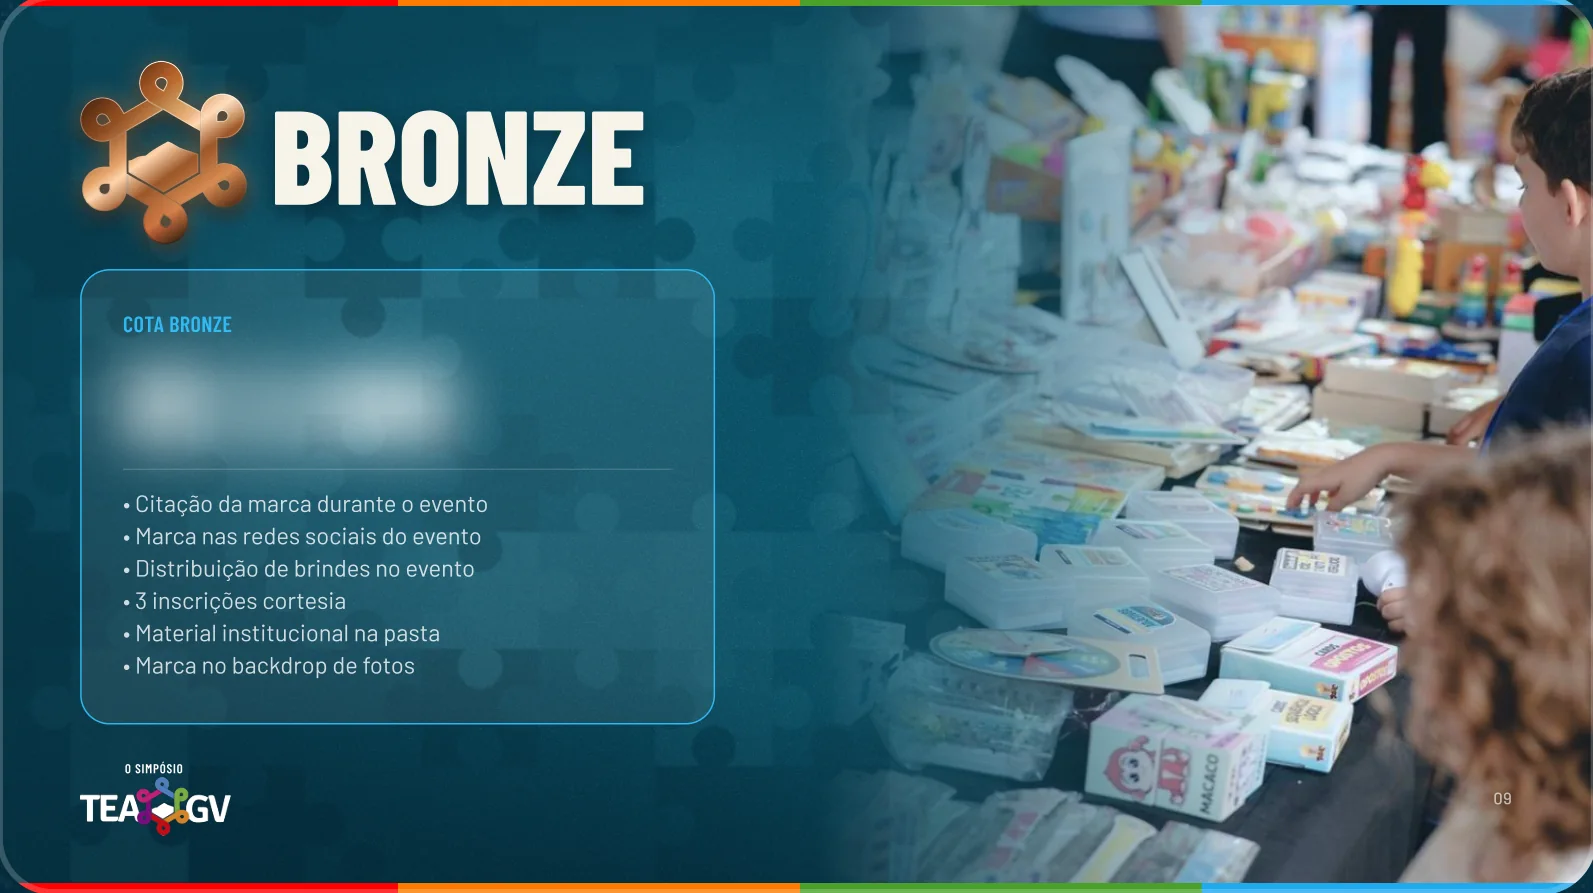 BRONZE
COTA BRONZE
• Citação da marca durante o evento
• Marca nas redes sociais do evento
• Distribuição de brindes no evento
• 3 inscrições cortesia
• Material institucional na pasta
• Marca no backdrop de fotos
O SIMPÓSIO
TEA GV
MACACO
09